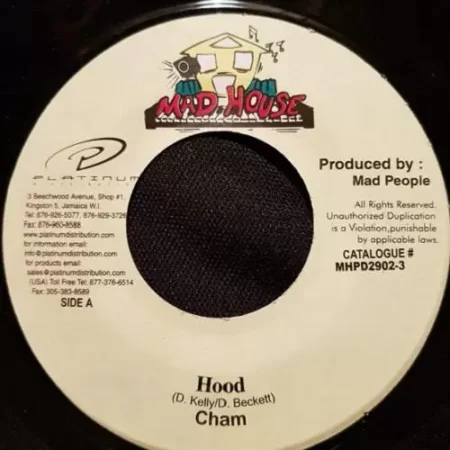 MAD HOUSE
PLATINUM
3 Beechwood Avenue, Shop #1,
Kingston 5, Jamaica W.I.
Tel: 876-926-5077, 876-929-3726
Fax: 876-960-8588
www.platinumdistribution.com
for information email:
info@platinumdistribution.com
for products email:
sales@platinumdistribution.com
(USA) Toll Free Tel: 877-376-6514
Fax: 305-383-8589
SIDE A
Produced by :
Mad People
All Rights Reserved.
Unauthorized Duplication
is a Violation,punishable
by applicable laws.
CATALOGUE #
MHPD2902-3
Hood
(D. Kelly/D. Beckett)
Cham